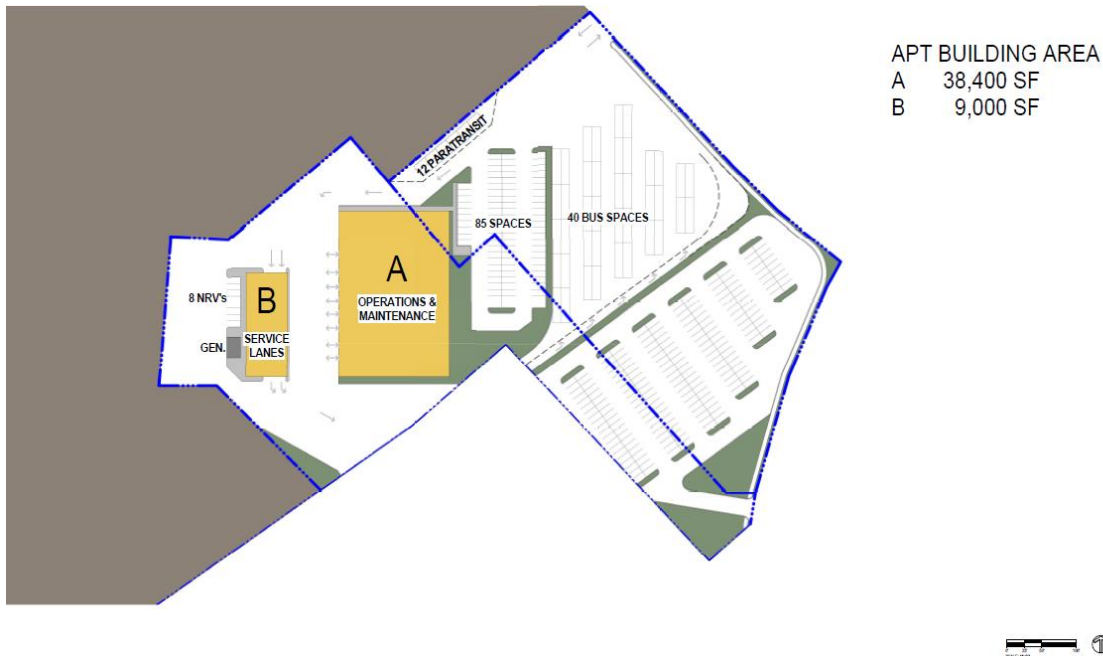 APT BUILDING AREA
A 38,400 SF
B 9,000 SF
12 PARATRANSIT
85 SPACES
40 BUS SPACES
A
OPERATIONS &
MAINTENANCE
8 NRV's
B
SERVICE
LANES
GEN.